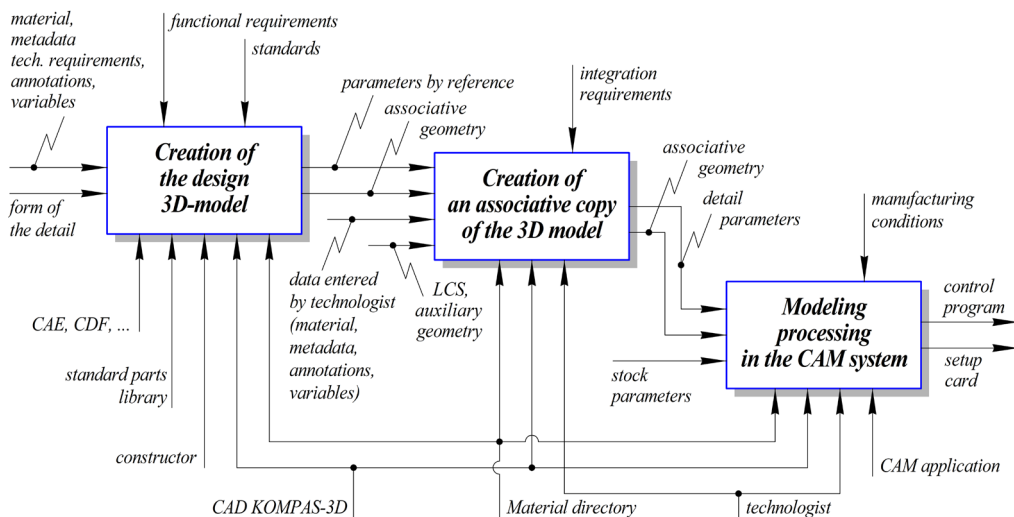 material,
metadata
tech. requirements,
annotations,
variables
functional requirements
standards
parameters by reference
associative
geometry
integration
requirements
Creation of
the design
3D-model
form of
the detail
Creation of
an associative copy
of the 3D model
associative
geometry
detail
parameters
manufacturing
conditions
data entered
by technologist
(material,
metadata,
annotations,
variables)
LCS,
auxiliary
geometry
Modeling
processing
in the CAM system
control
program
setup
card
CAE, CDF, ...
standard parts
library
stock
parameters
constructor
CAM application
CAD KOMPAS-3D
Material directory
technologist